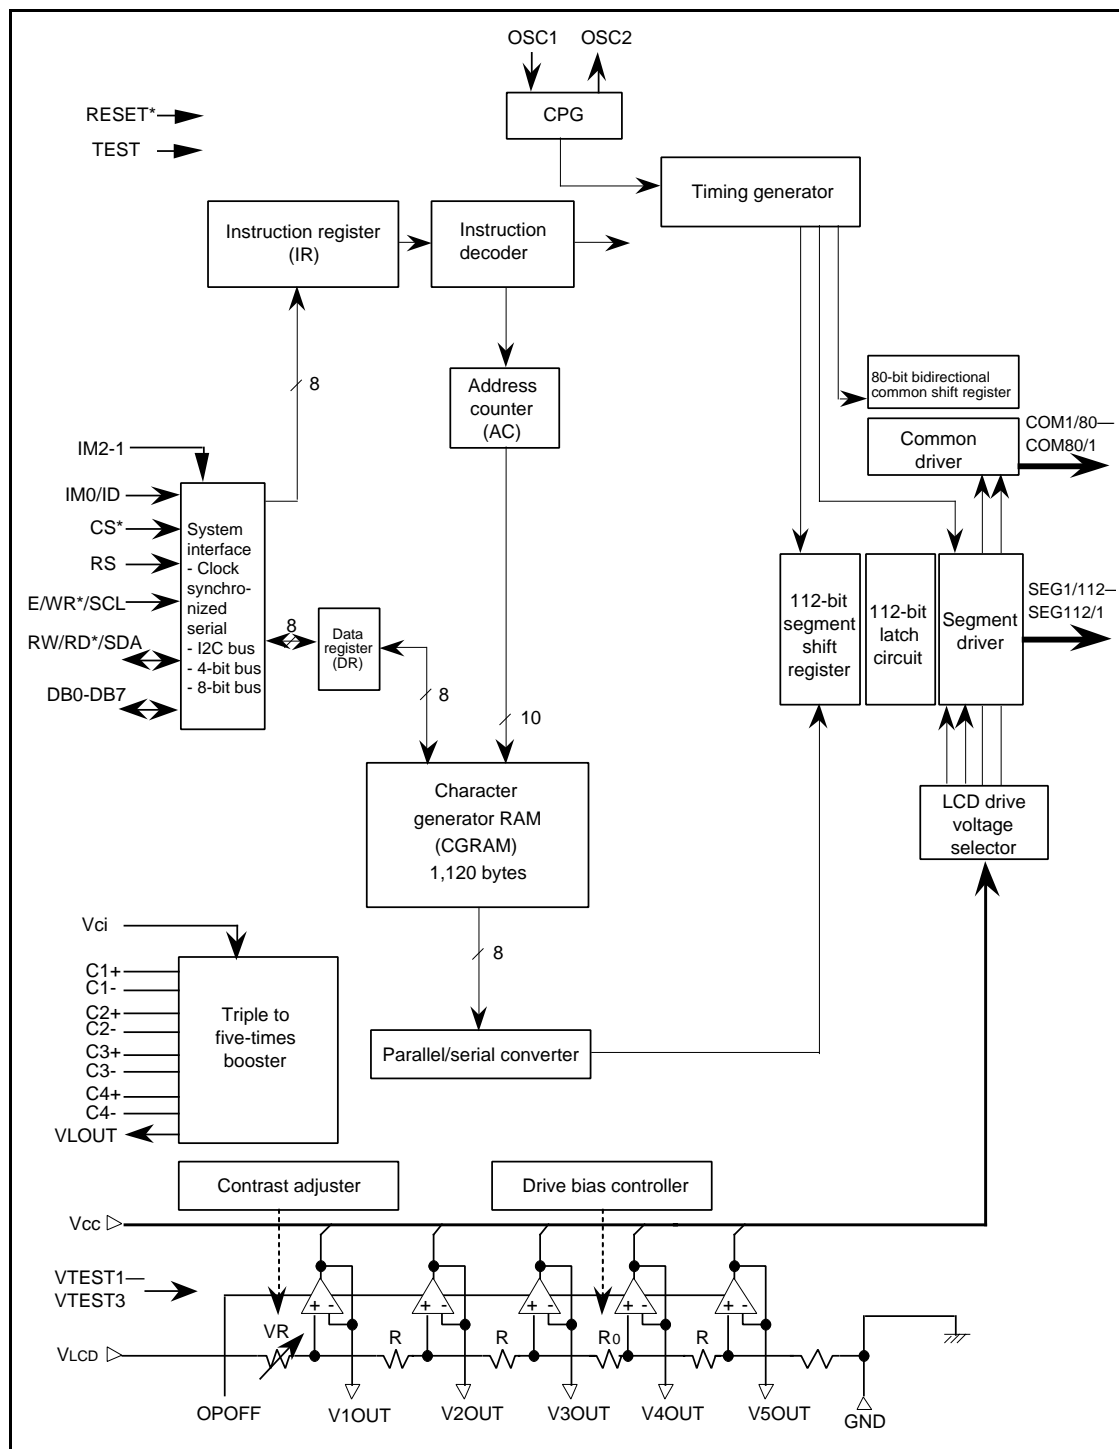 OSC1 OSC2
CPG
RESET*
TEST
Timing generator
Instruction register
(IR)
Instruction
decoder
8
Address
counter
(AC)
80-bit bidirectional
common shift register
COM1/80—
COM80/1
Common
driver
IM2-1
IM0/ID
CS*
RS
E/WR*/SCL
RW/RD*/SDA
DB0-DB7
System
interface
- Clock
synchro-
nized
serial
- I2C bus
- 4-bit bus
- 8-bit bus
8
Data
register
(DR)
8
10
112-bit
segment
shift
register
112-bit
latch
circuit
Segment
driver
SEG1/112—
SEG112/1
Character
generator RAM
(CGRAM)
1,120 bytes
LCD drive
voltage
selector
8
Parallel/serial converter
Vci
C1+
C1-
C2+
C2-
C3+
C3-
C4+
C4-
VLOUT
Triple to
five-times
booster
Contrast adjuster
Drive bias controller
Vcc
VTEST1—
VTEST3
+ - + - + - + - + -
VR R R R0 R
VLCD
OPOFF V1OUT V2OUT V3OUT V4OUT V5OUT GND